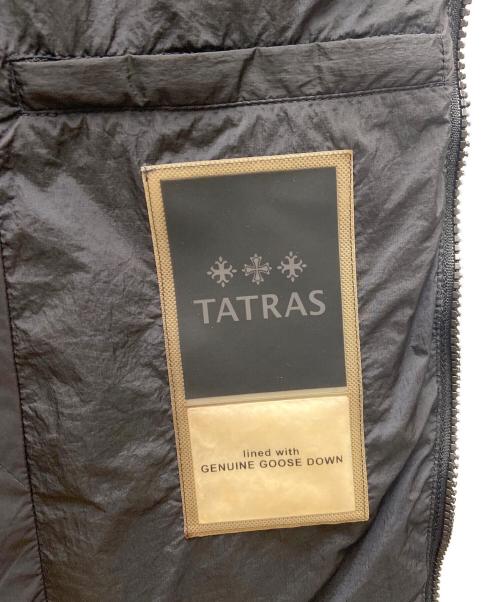 TATRAS
lined with
GENUINE GOOSE DOWN